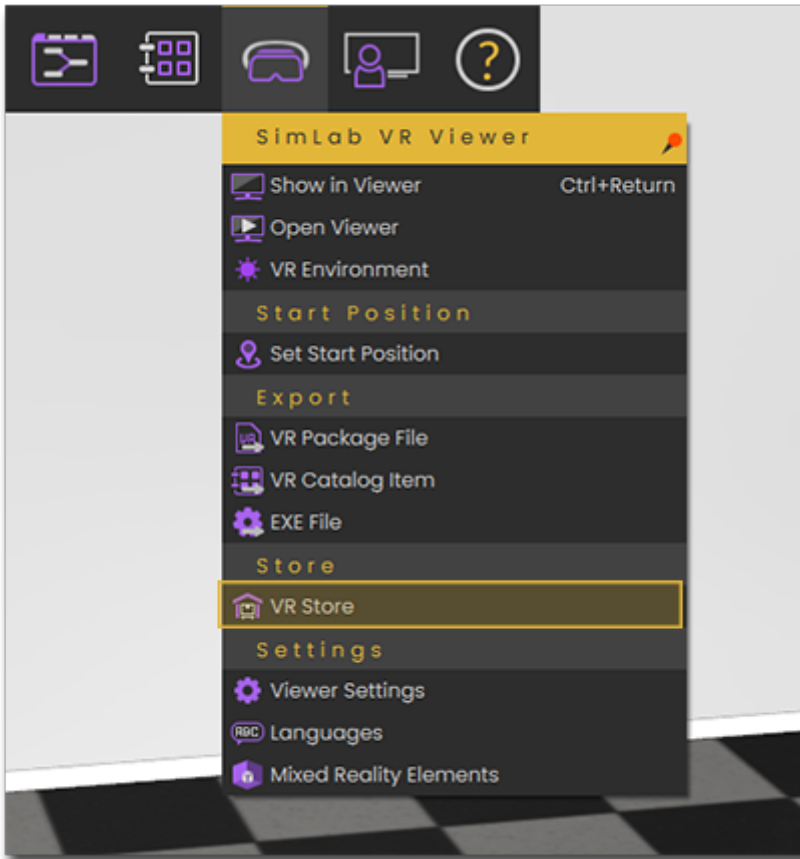 ?
SimLab VR Viewer
Show in Viewer Ctrl+Return
Open Viewer
VR Environment
Start Position
Set Start Position
Export
VR Package File
VR Catalog Item
EXE File
Store
VR Store
Settings
Viewer Settings
ABC Languages
Mixed Reality Elements